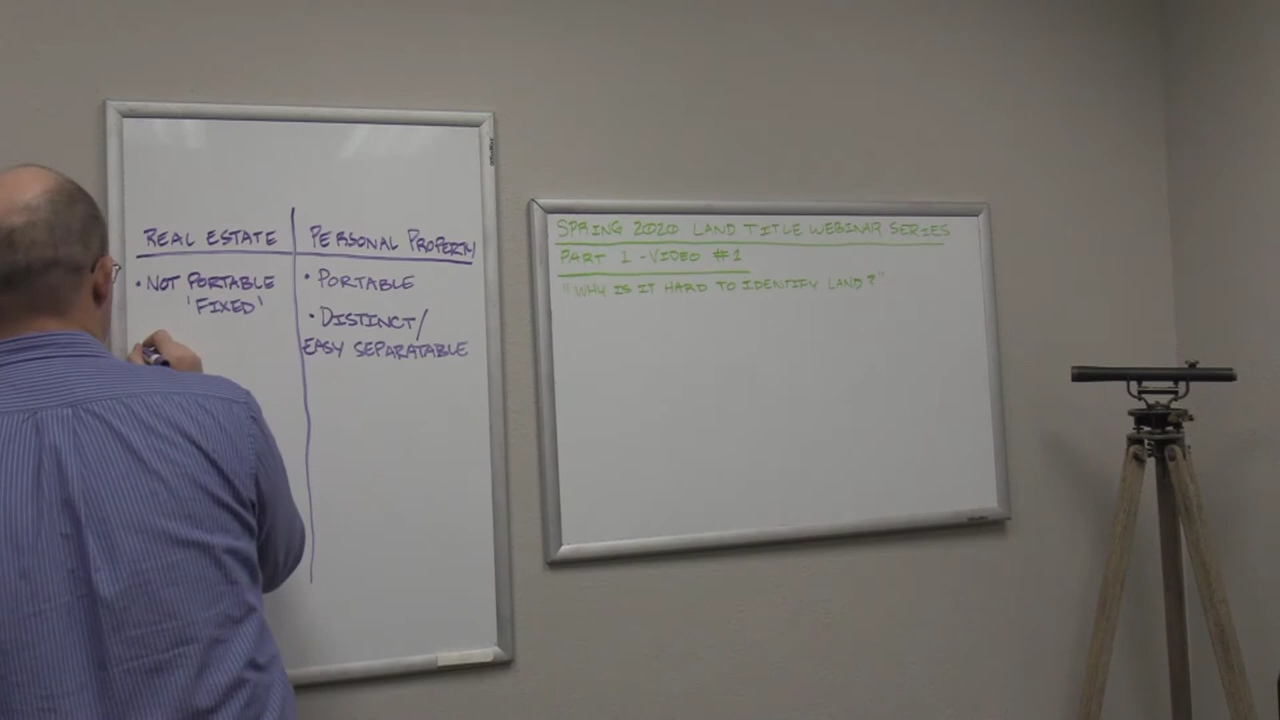 REAL ESTATE
• NOT PORTABLE
'FIXED'
PERSONAL PROPERTY
• PORTABLE
• DISTINCT/
EASY SEPARATABLE
SPRING 2020 LAND TITLE WEBINAR SERIES
PART 1 - VIDEO #1
"WHY IS IT HARD TO IDENTIFY LAND?"